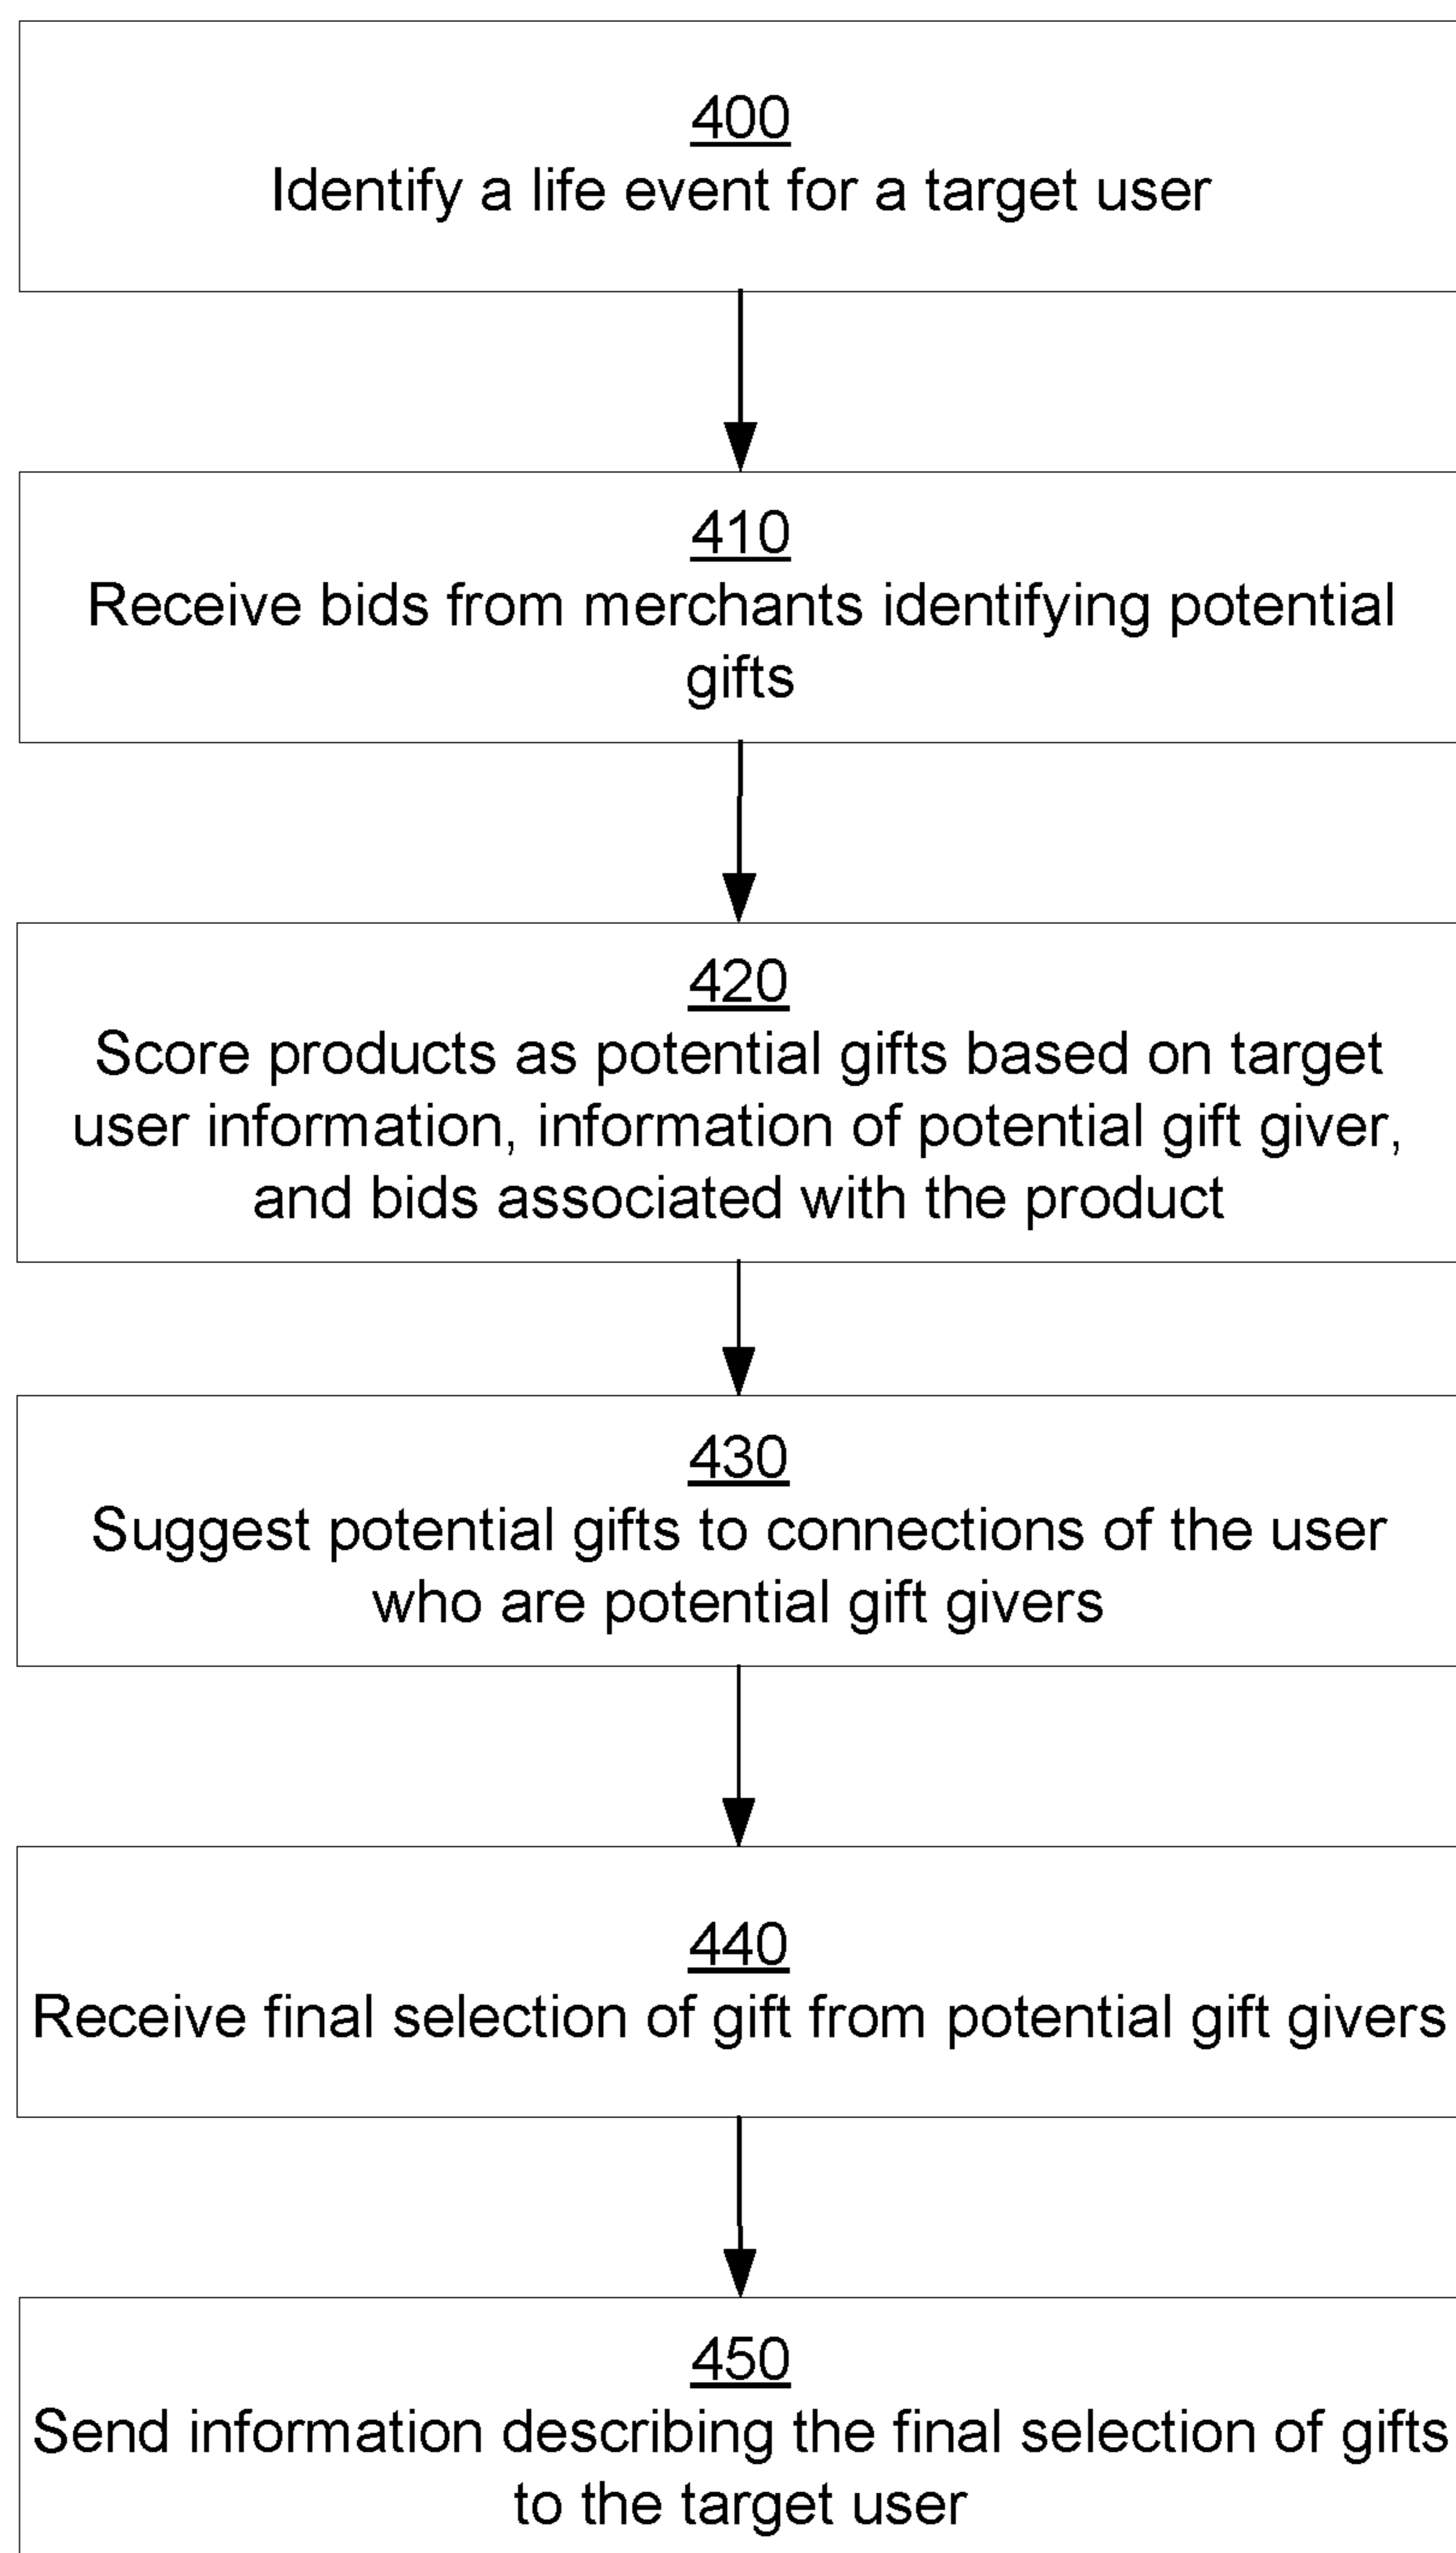 400
Identify a life event for a target user
410
Receive bids from merchants identifying potential
gifts
420
Score products as potential gifts based on target
user information, information of potential gift giver,
and bids associated with the product
430
Suggest potential gifts to connections of the user
who are potential gift givers
440
Receive final selection of gift from potential gift givers
450
Send information describing the final selection of gifts
to the target user